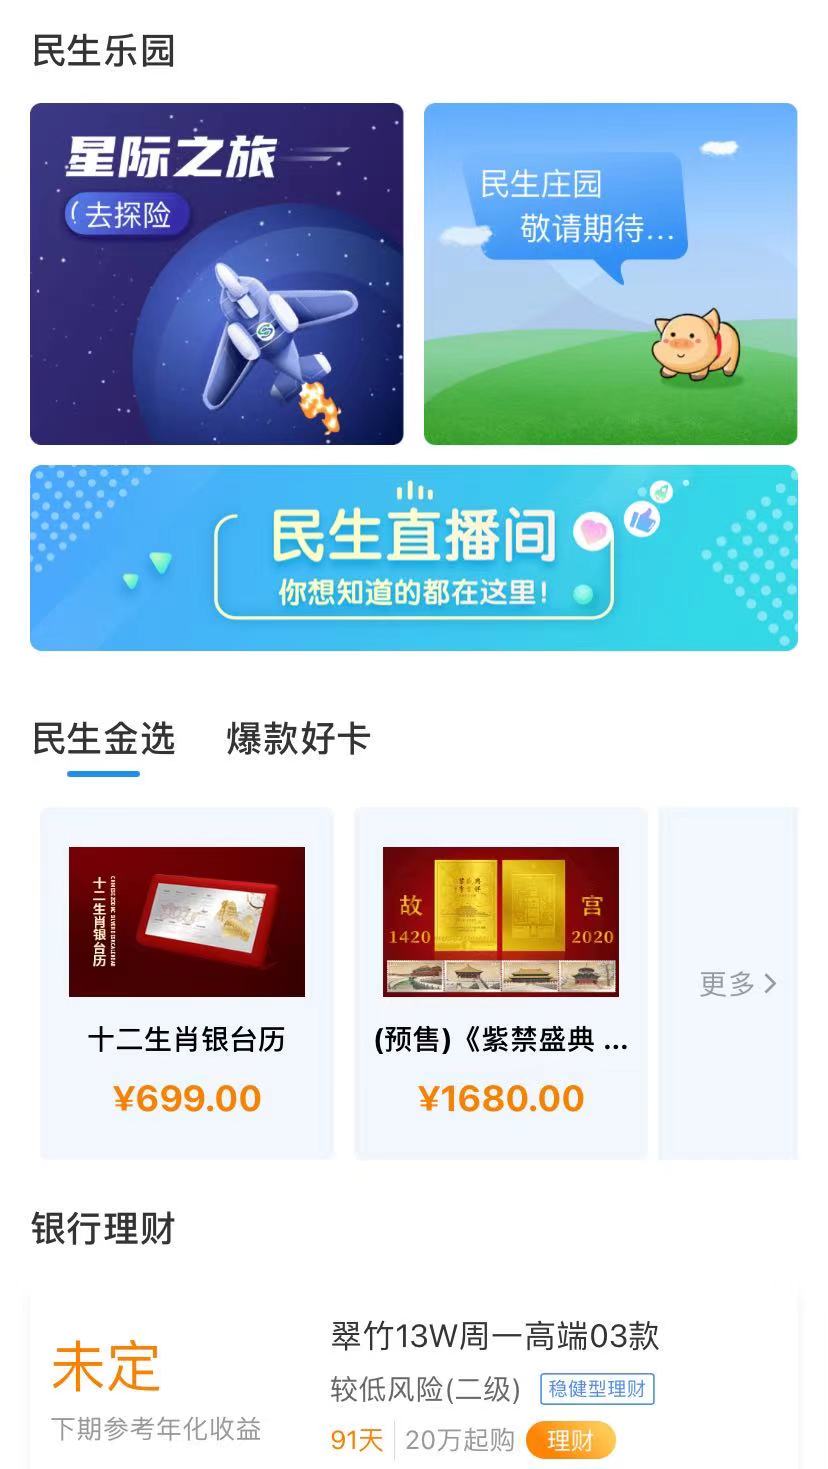 民生乐园
星际之旅
去探险
民生庄园
敬请期待...
民生直播间
你想知道的都在这里!
民生金选 爆款好卡
十二生肖银台历
故 宫
1420 2020
更多
十二生肖银台历 (预售)《紫禁盛典 ...
¥699.00 ¥1680.00
银行理财
未定
下期参考年化收益
翠竹13W周一高端03款
较低风险(二级) 稳健型理财
91天 20万起购 理财